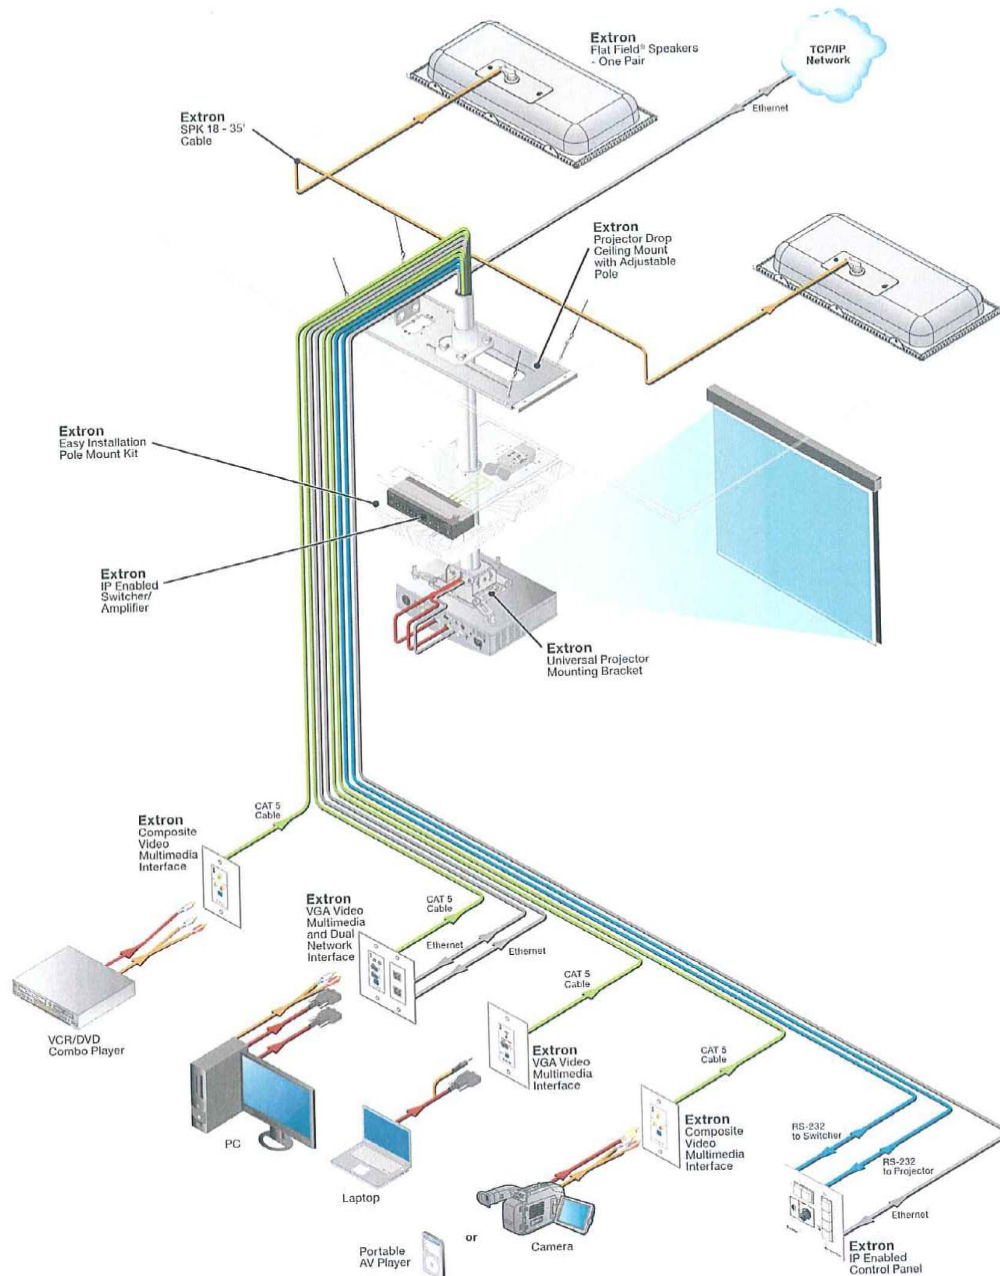 Extron
Flat Field® Speakers
- One Pair
TCP/IP
Network
Ethernet
Extron
SPK 18 - 35'
Cable
Extron
Projector Drop
Ceiling Mount
with Adjustable
Pole
Extron
Easy Installation
Pole Mount Kit
Extron
IP Enabled
Switcher/
Amplifier
Extron
Universal Projector
Mounting Bracket
CAT 5
Cable
Extron
Composite
Video
Multimedia
Interface
VCR/DVD
Combo Player
Extron
VGA Video
Multimedia
and Dual
Network
Interface
CAT 5
Cable
Ethernet
Ethernet
PC
CAT 5
Cable
Extron
VGA Video
Multimedia
Interface
Laptop
CAT 5
Cable
Extron
Composite
Video
Multimedia
Interface
Portable
AV Player
or
Camera
RS-232
to Switcher
RS-232
to Projector
Ethernet
Extron
IP Enabled
Control Panel